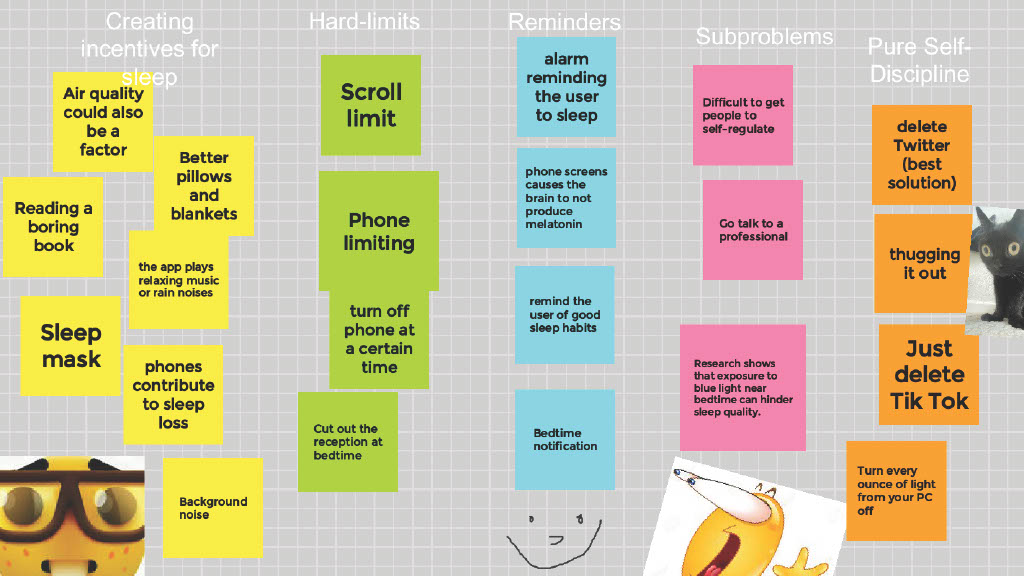 Creating
incentives for
sleep
Air quality
could also
be a
factor
Better
pillows
and
blankets
Reading a
boring
book
the app plays
relaxing music
or rain noises
Sleep
mask
phones
contribute
to sleep
loss
Background
noise
Hard-limits
Scroll
limit
Phone
limiting
turn off
phone at
a certain
time
Cut out the
reception at
bedtime
Reminders
alarm
reminding
the user
to sleep
phone screens
causes the
brain to not
produce
melatonin
remind the
user of good
sleep habits
Bedtime
notification
Subproblems
Difficult to get
people to
self-regulate
Go talk to a
professional
Research shows
that exposure to
blue light near
bedtime can hinder
sleep quality.
Pure Self-
Discipline
delete
Twitter
(best
solution)
thugging
it out
Just
delete
Tik Tok
Turn every
ounce of light
from your PC
off